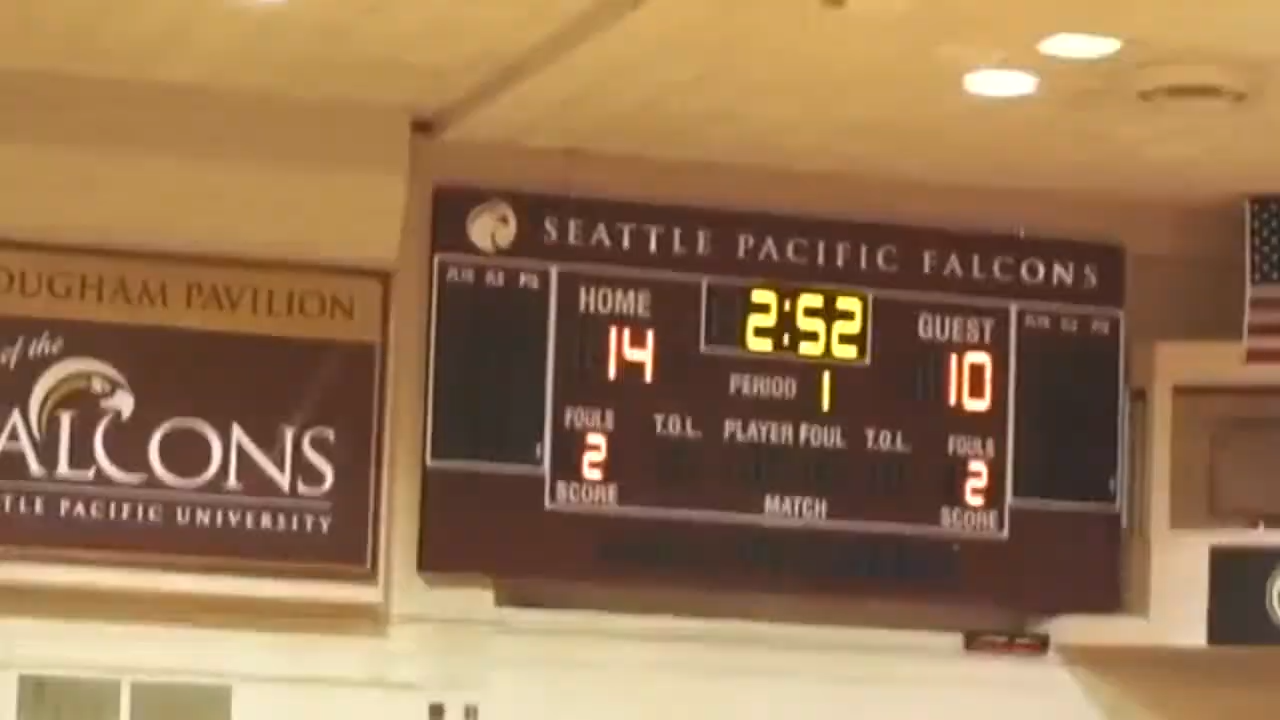 OUGHAM PAVILION
of the
ALCONS
TLE PACIFIC UNIVERSITY
SEATTLE PACIFIC FALCONS
HOME
2:52
GUEST
14
10
PERIOD 1
FOULS
T.O.L.
PLAYER FOUL
T.O.L.
FOULS
2
2
SCORE
MATCH
SCORE